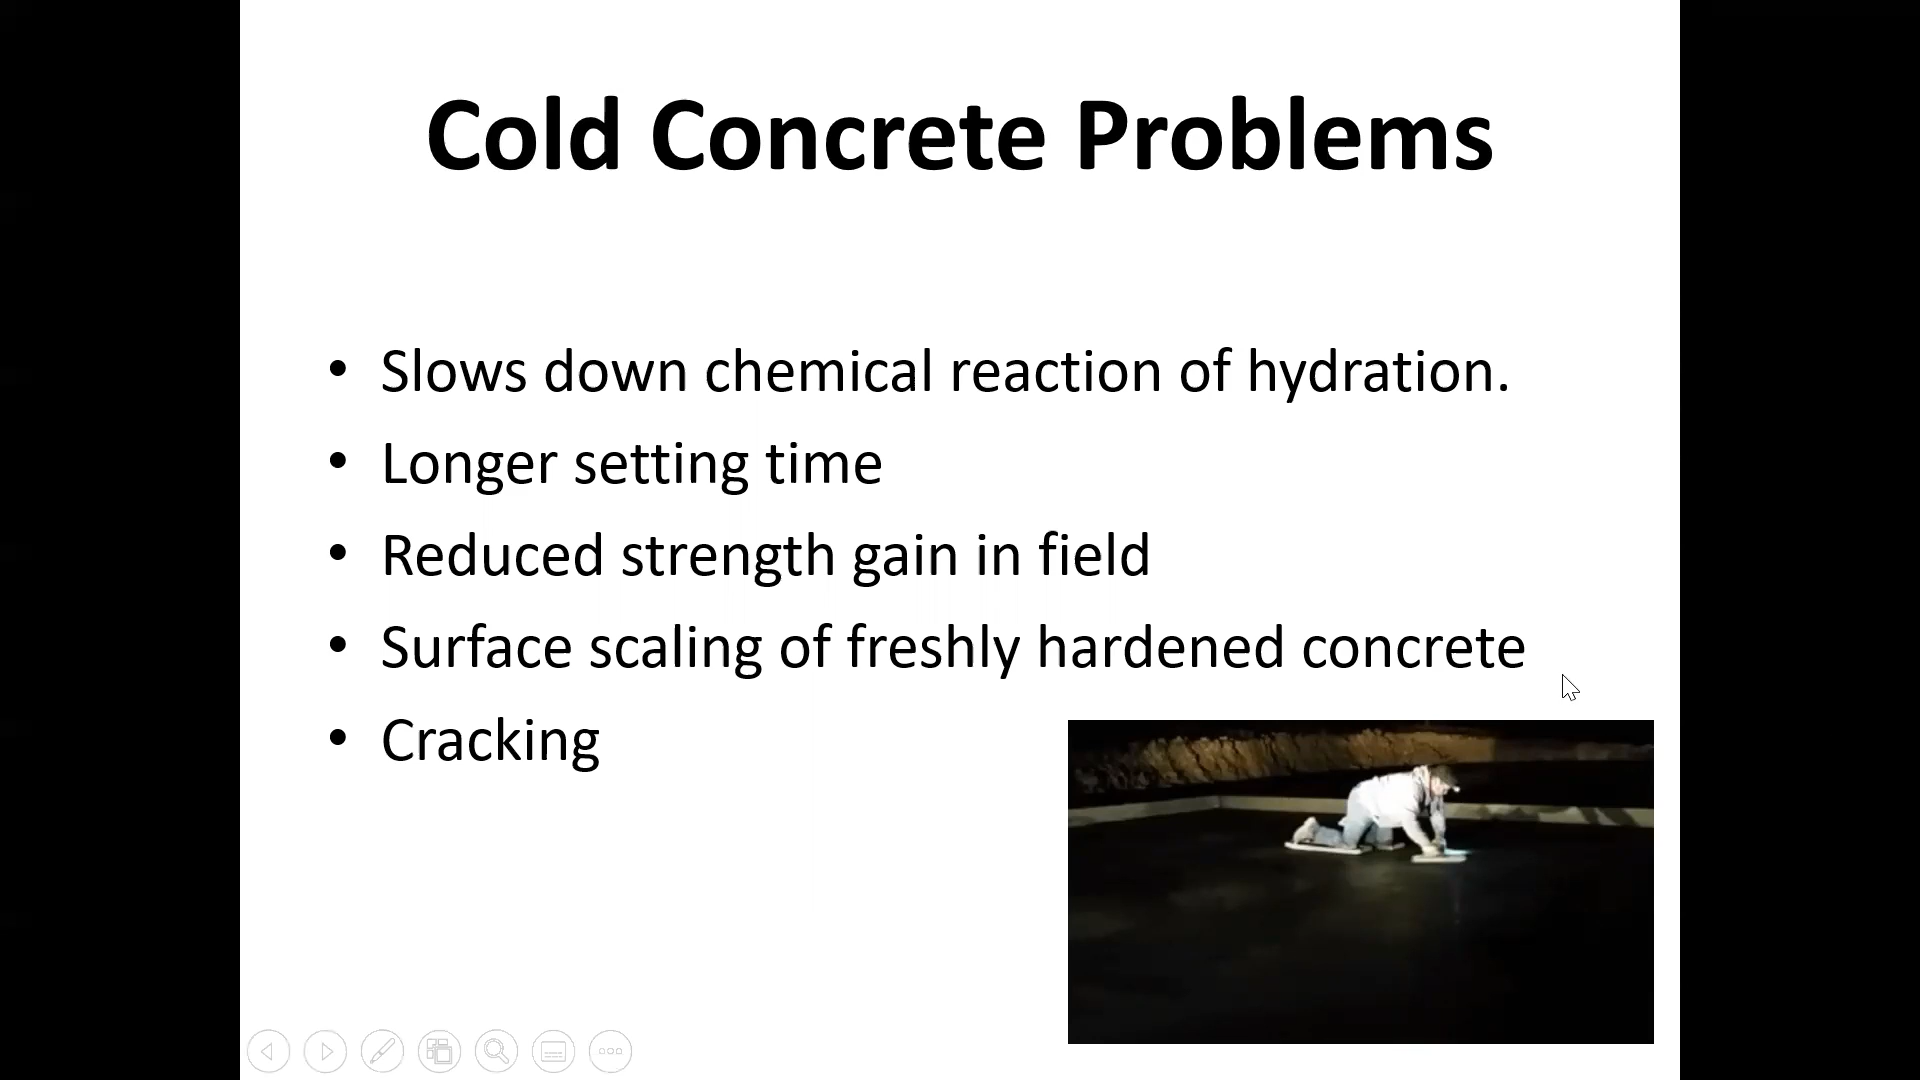 Cold Concrete Problems
• Slows down chemical reaction of hydration.
• Longer setting time
• Reduced strength gain in field
• Surface scaling of freshly hardened concrete
• Cracking